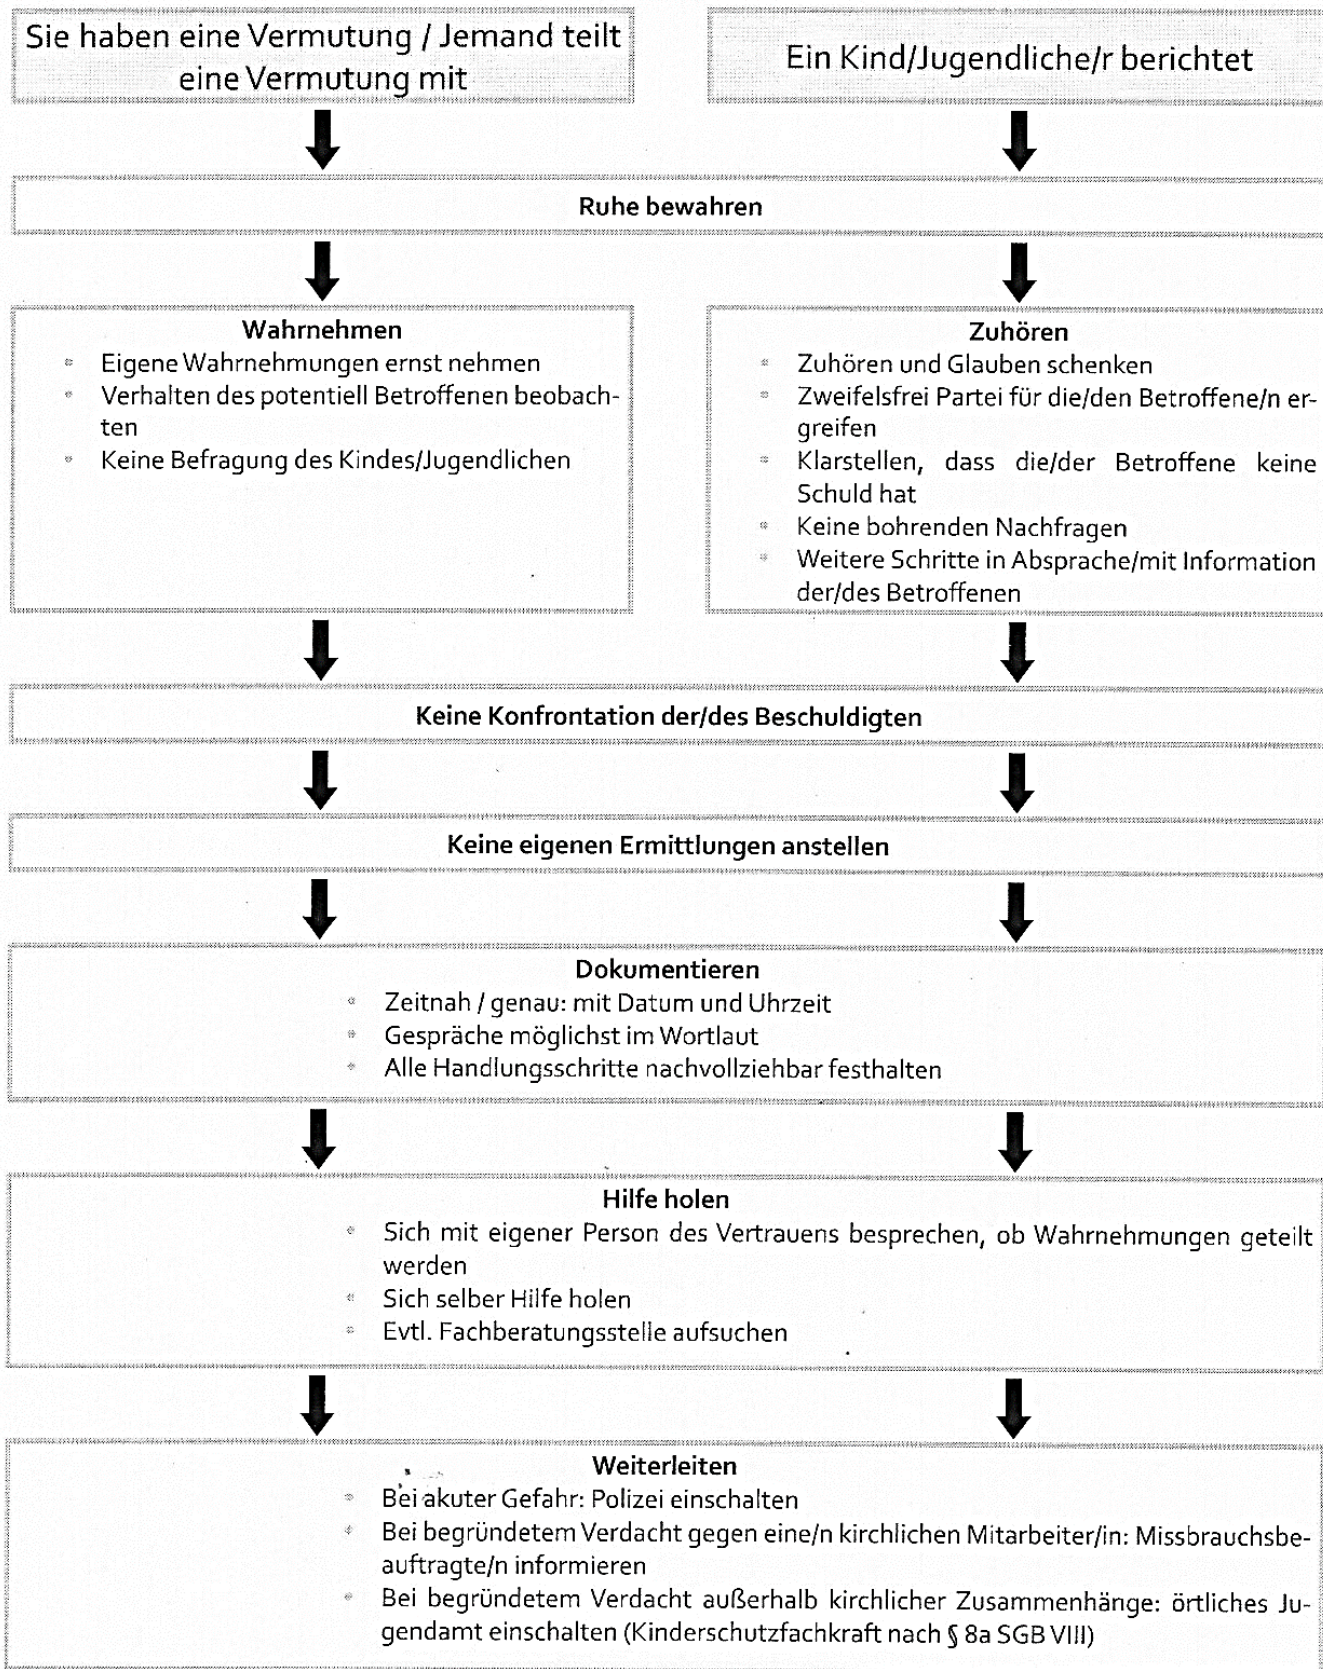 Sie haben eine Vermutung / Jemand teilt
eine Vermutung mit
Ein Kind/Jugendliche/r berichtet
Ruhe bewahren
Wahrnehmen
• Eigene Wahrnehmungen ernst nehmen
• Verhalten des potentiell Betroffenen beobach-
ten
• Keine Befragung des Kindes/Jugendlichen
Zuhören
• Zuhören und Glauben schenken
• Zweifelsfrei Partei für die/den Betroffene/n er-
greifen
• Klarstellen, dass die/der Betroffene keine
Schuld hat
• Keine bohrenden Nachfragen
• Weitere Schritte in Absprache/mit Information
der/des Betroffenen
Keine Konfrontation der/des Beschuldigten
Keine eigenen Ermittlungen anstellen
Dokumentieren
• Zeitnah / genau: mit Datum und Uhrzeit
• Gespräche möglichst im Wortlaut
• Alle Handlungsschritte nachvollziehbar festhalten
Hilfe holen
• Sich mit eigener Person des Vertrauens besprechen, ob Wahrnehmungen geteilt
werden
• Sich selber Hilfe holen
• Evtl. Fachberatungsstelle aufsuchen
Weiterleiten
• Bei akuter Gefahr: Polizei einschalten
• Bei begründetem Verdacht gegen eine/n kirchlichen Mitarbeiter/in: Missbrauchsbe-
auftragte/n informieren
• Bei begründetem Verdacht außerhalb kirchlicher Zusammenhänge: örtliches Ju-
gendamt einschalten (Kinderschutzfachkraft nach § 8a SGB VIII)